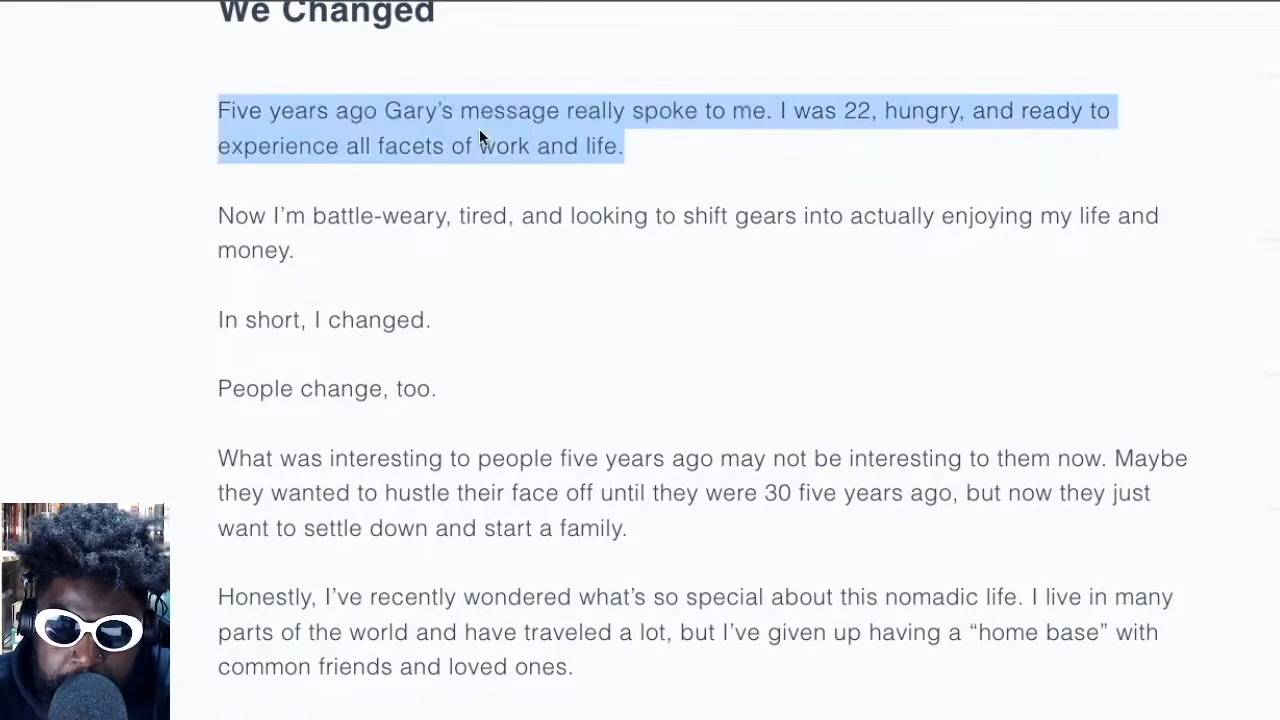 We Changed
Five years ago Gary’s message really spoke to me. I was 22, hungry, and ready to
experience all facets of work and life.
Now I’m battle-weary, tired, and looking to shift gears into actually enjoying my life and
money.
In short, I changed.
People change, too.
What was interesting to people five years ago may not be interesting to them now. Maybe
they wanted to hustle their face off until they were 30 five years ago, but now they just
want to settle down and start a family.
Honestly, I’ve recently wondered what’s so special about this nomadic life. I live in many
parts of the world and have traveled a lot, but I’ve given up having a “home base” with
common friends and loved ones.